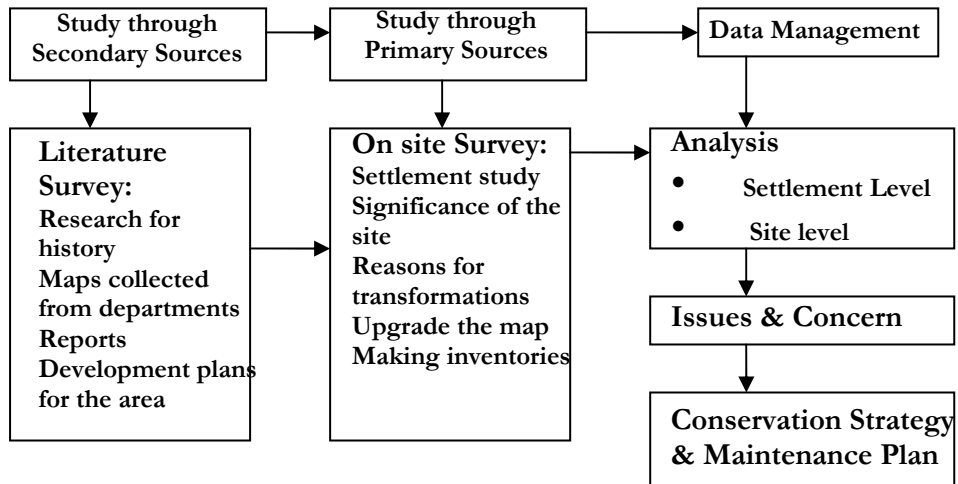 Study through
Secondary Sources
Study through
Primary Sources
Data Management
Literature
Survey:
Research for
history
Maps collected
from departments
Reports
Development plans
for the area
On site Survey:
Settlement study
Significance of the
site
Reasons for
transformations
Upgrade the map
Making inventories
Analysis
• Settlement Level
• Site level
Issues & Concern
Conservation Strategy
& Maintenance Plan